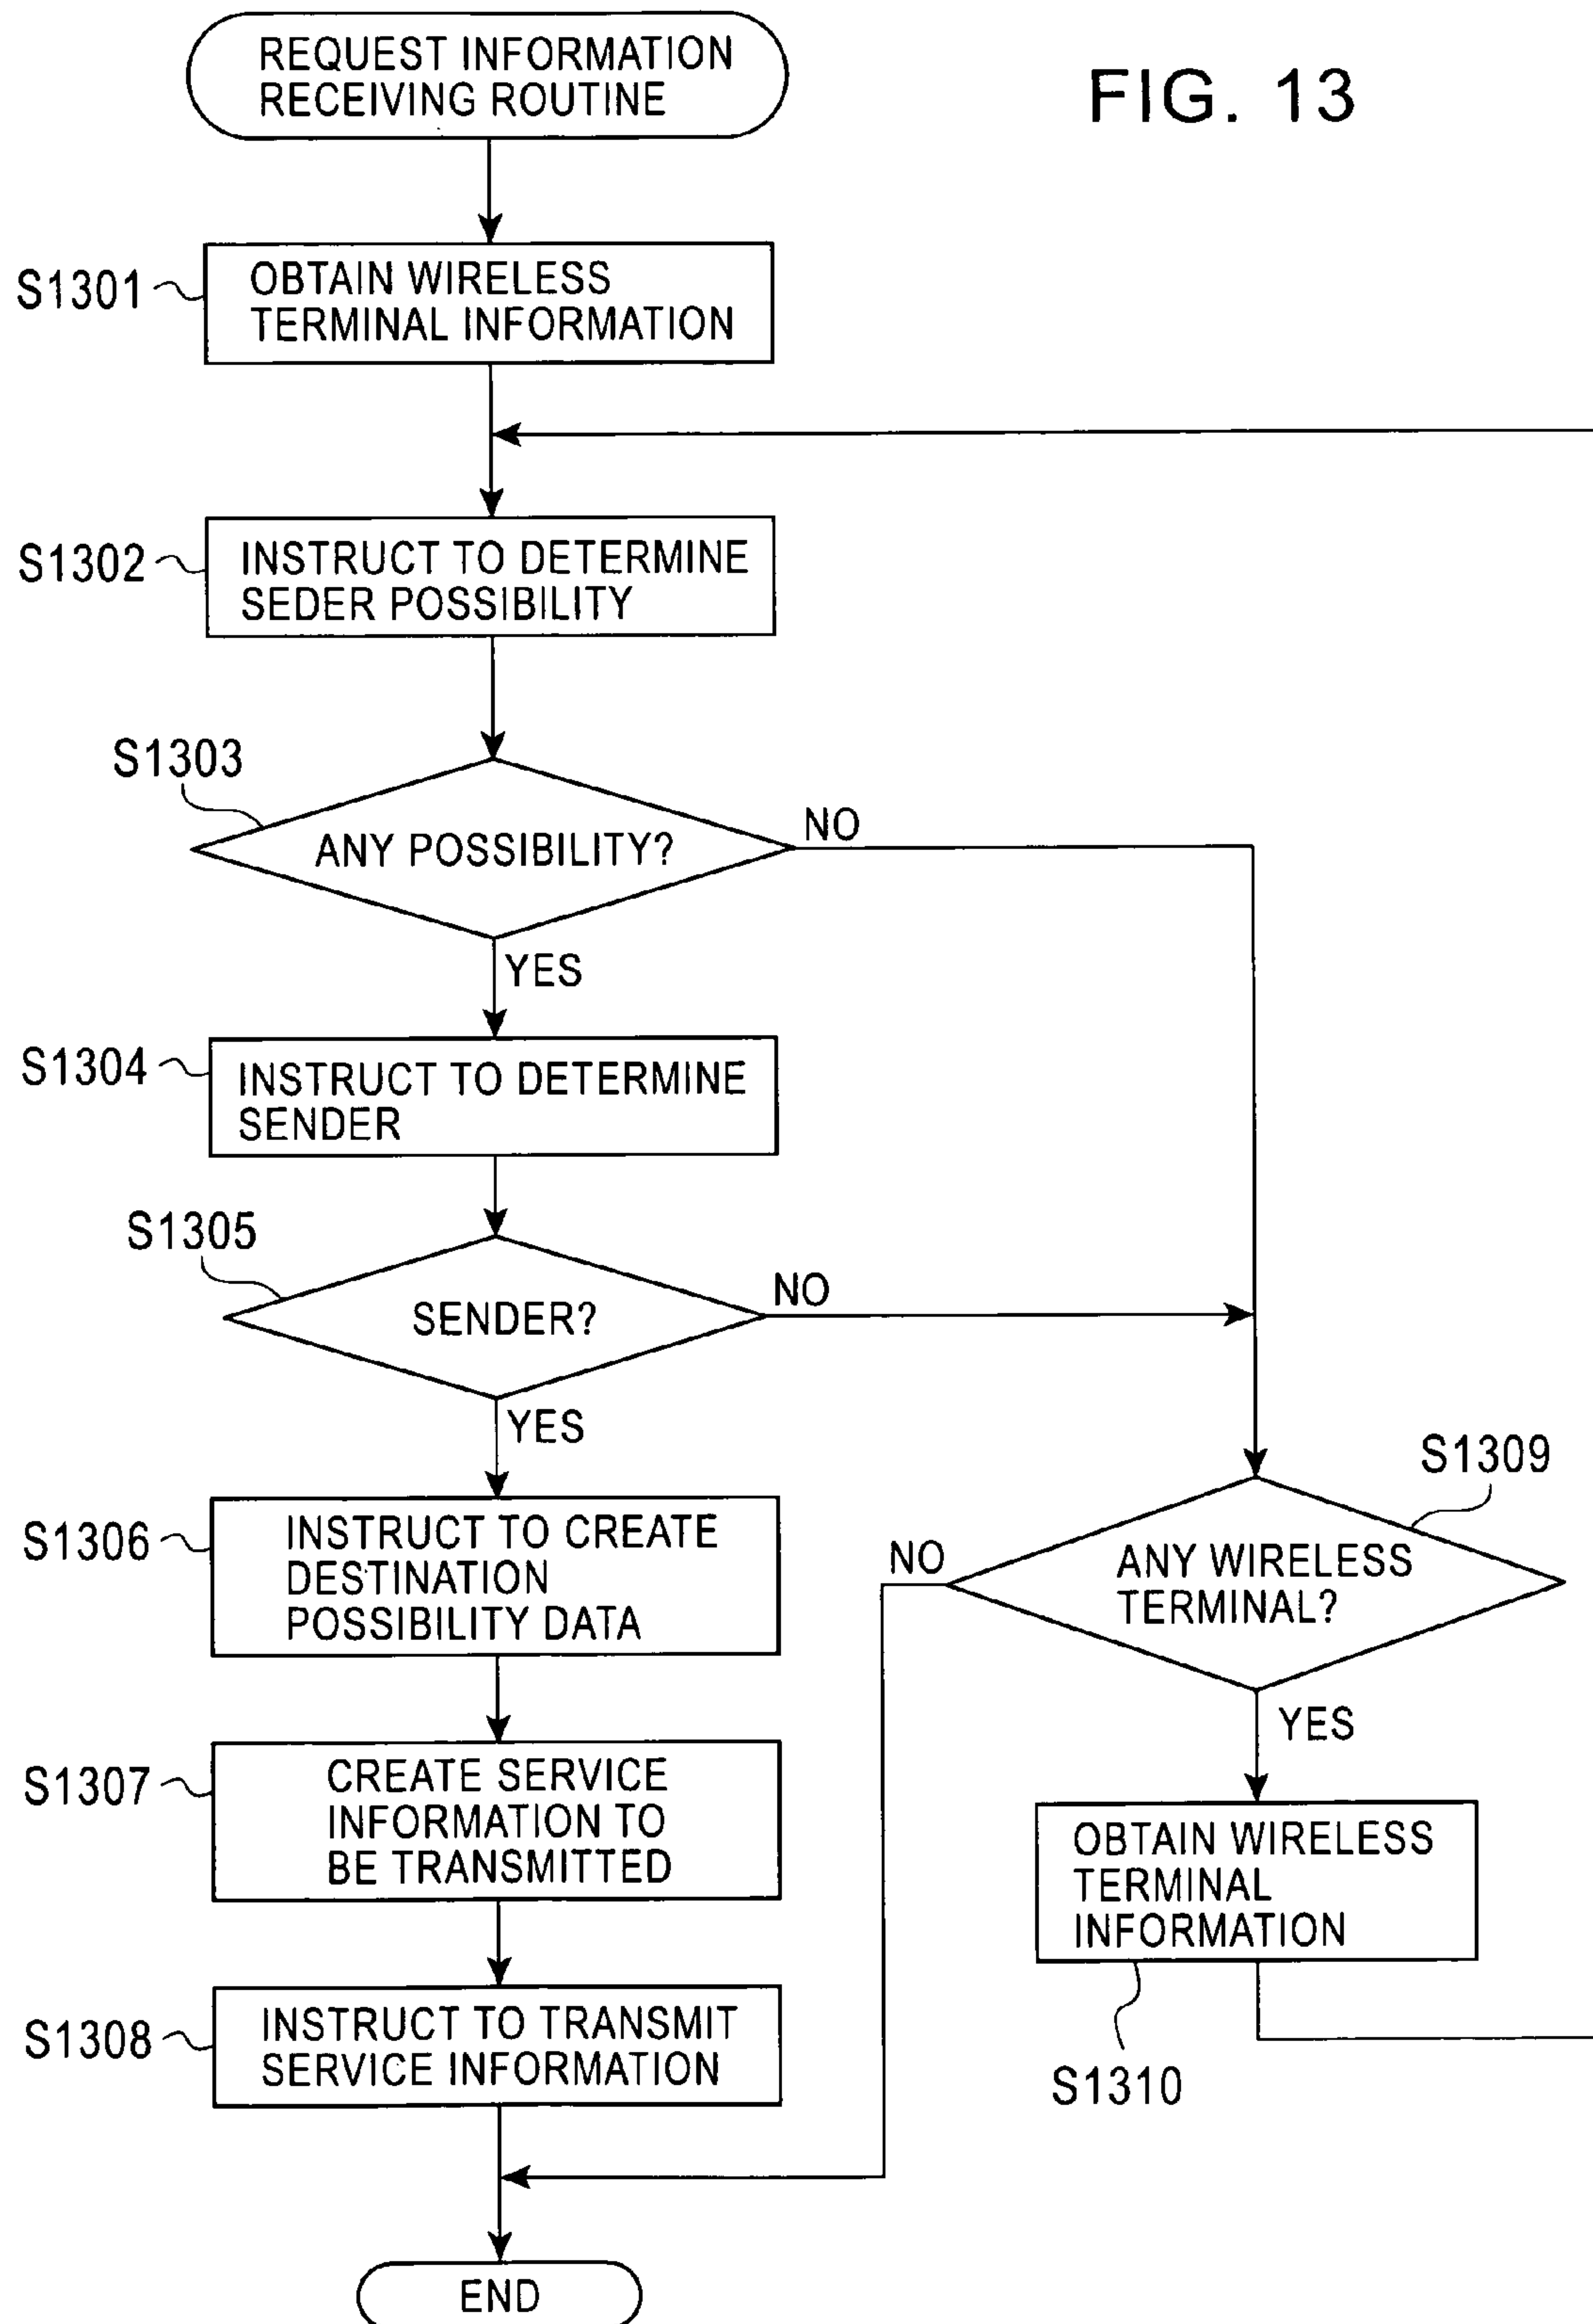 REQUEST INFORMATION
RECEIVING ROUTINE
FIG. 13
S1301
OBTAIN WIRELESS
TERMINAL INFORMATION
S1302
INSTRUCT TO DETERMINE
SEDER POSSIBILITY
S1303
ANY POSSIBILITY?
NO
YES
S1304
INSTRUCT TO DETERMINE
SENDER
S1305
SENDER?
NO
YES
S1306
INSTRUCT TO CREATE
DESTINATION
POSSIBILITY DATA
S1309
ANY WIRELESS
TERMINAL?
NO
YES
S1307
CREATE SERVICE
INFORMATION TO
BE TRANSMITTED
OBTAIN WIRELESS
TERMINAL
INFORMATION
S1310
S1308
INSTRUCT TO TRANSMIT
SERVICE INFORMATION
END